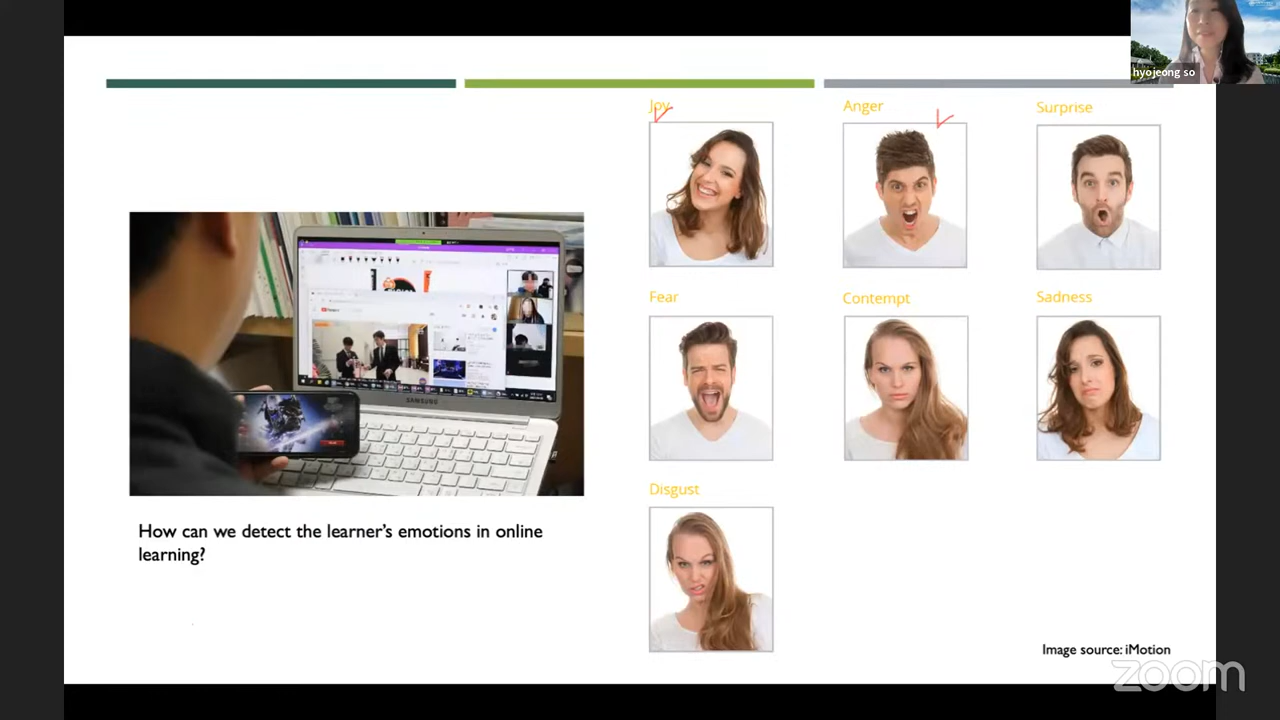 hyojeong so
Joy
Anger
Surprise
Fear
Contempt
Sadness
Disgust
SAMSUNG
How can we detect the learner's emotions in online
learning?
Image source: iMotion
zoom